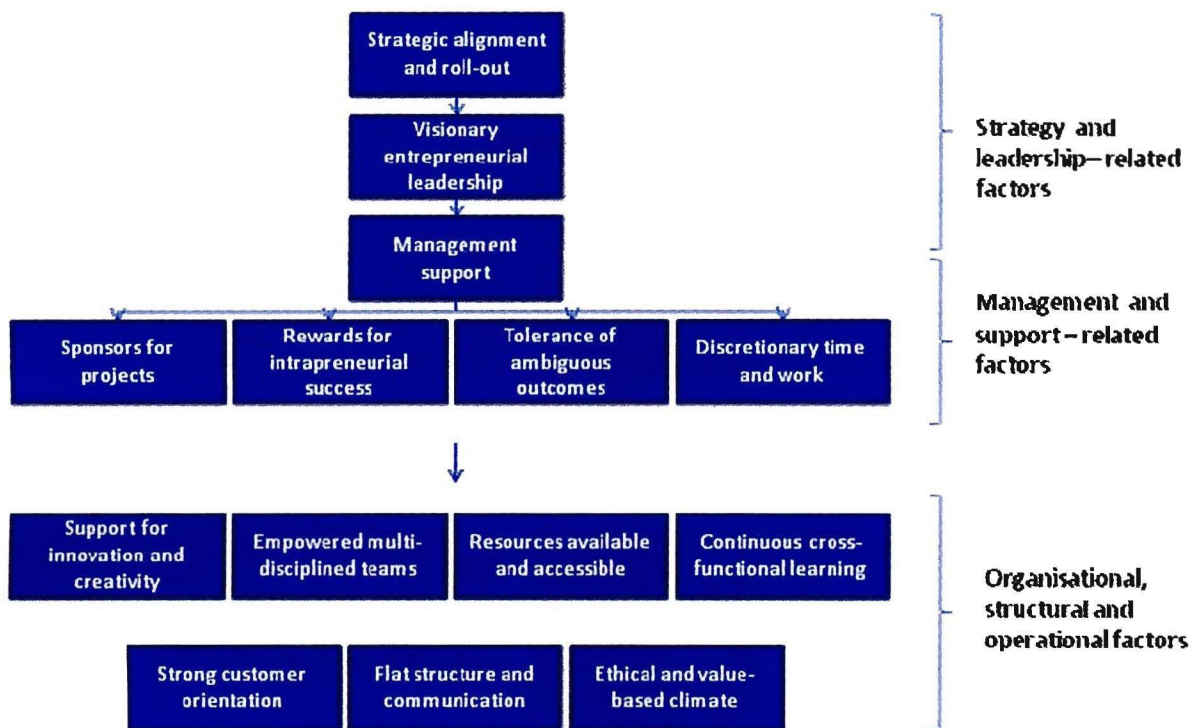 Strategic alignment
and roll-out
Visionary
entrepreneurial
leadership
Strategy and
leadership–related
factors
Management
support
Management and
support–related
factors
Sponsors for
projects
Rewards for
intrapreneurial
success
Tolerance of
ambiguous
outcomes
Discretionary time
and work
Support for
innovation and
creativity
Empowered multi-
disciplined teams
Resources available
and accessible
Continuous cross-
functional learning
Organisational,
structural and
operational factors
Strong customer
orientation
Flat structure and
communication
Ethical and value-
based climate